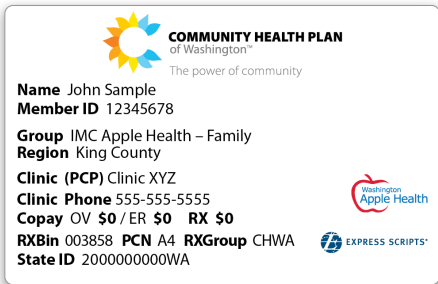 COMMUNITY HEALTH PLAN
of Washington™
The power of community
Name John Sample
Member ID 12345678
Group IMC Apple Health – Family
Region King County
Clinic (PCP) Clinic XYZ
Clinic Phone 555-555-5555
Copay OV $0 / ER $0 RX $0
RXBin 003858 PCN A4 RXGroup CHWA
State ID 2000000000WA
Washington
Apple Health
EXPRESS SCRIPTS®